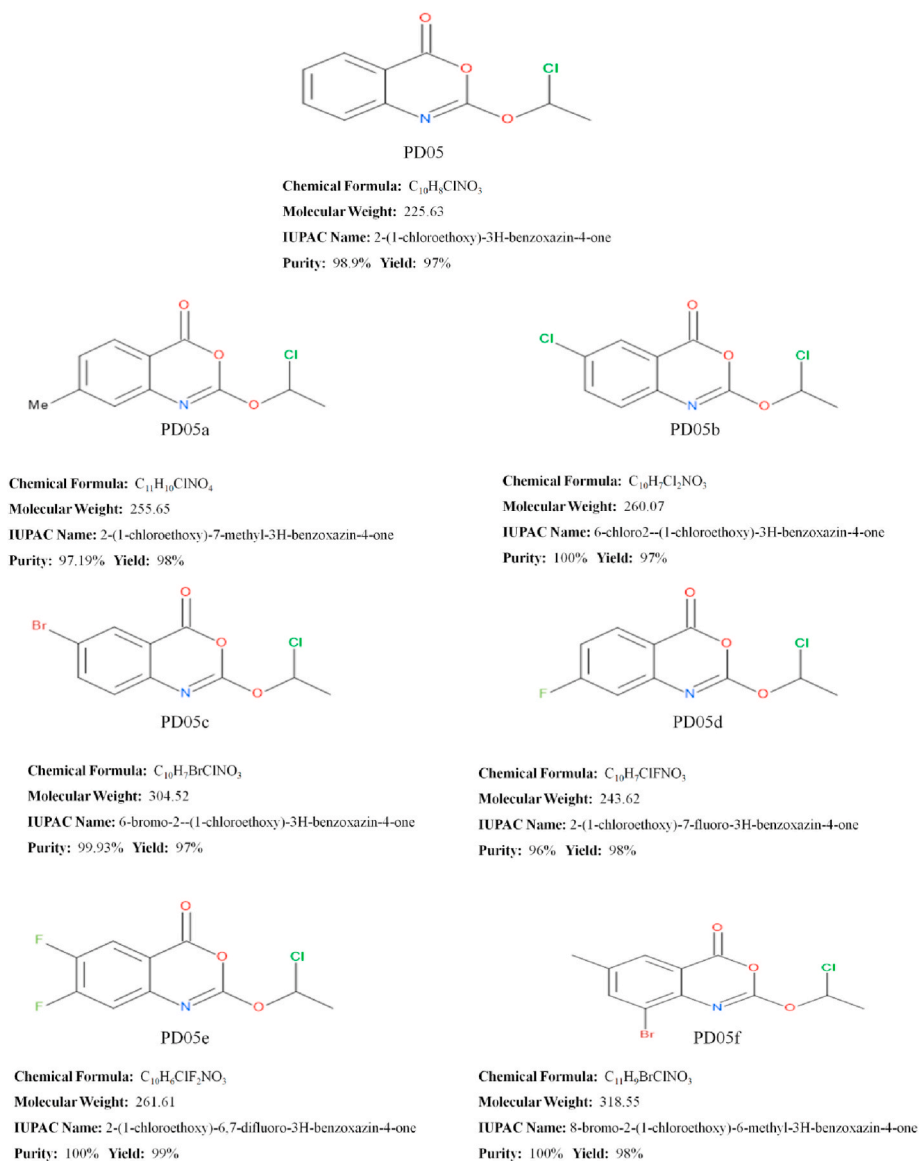 O
O
Cl
N
O
PD05
Chemical Formula: C₁₀H₈ClNO₃
Molecular Weight: 225.63
IUPAC Name: 2-(1-chloroethoxy)-3H-benzoxazin-4-one
Purity: 98.9% Yield: 97%
O
O
Cl
Me
N
O
PD05a
Chemical Formula: C₁₁H₁₀ClNO₄
Molecular Weight: 255.65
IUPAC Name: 2-(1-chloroethoxy)-7-methyl-3H-benzoxazin-4-one
Purity: 97.19% Yield: 98%
O
Cl
O
Cl
N
O
PD05b
Chemical Formula: C₁₀H₇Cl₂NO₃
Molecular Weight: 260.07
IUPAC Name: 6-chloro2--(1-chloroethoxy)-3H-benzoxazin-4-one
Purity: 100% Yield: 97%
O
Br
O
Cl
N
O
PD05c
Chemical Formula: C₁₀H₇BrClNO₃
Molecular Weight: 304.52
IUPAC Name: 6-bromo-2--(1-chloroethoxy)-3H-benzoxazin-4-one
Purity: 99.93% Yield: 97%
O
O
Cl
F
N
O
PD05d
Chemical Formula: C₁₀H₇ClFNO₃
Molecular Weight: 243.62
IUPAC Name: 2-(1-chloroethoxy)-7-fluoro-3H-benzoxazin-4-one
Purity: 96% Yield: 98%
O
F
O
Cl
F
N
O
PD05e
Chemical Formula: C₁₀H₆ClF₂NO₃
Molecular Weight: 261.61
IUPAC Name: 2-(1-chloroethoxy)-6,7-difluoro-3H-benzoxazin-4-one
Purity: 100% Yield: 99%
O
O
Cl
N
O
Br
PD05f
Chemical Formula: C₁₁H₉BrClNO₃
Molecular Weight: 318.55
IUPAC Name: 8-bromo-2-(1-chloroethoxy)-6-methyl-3H-benzoxazin-4-one
Purity: 100% Yield: 98%